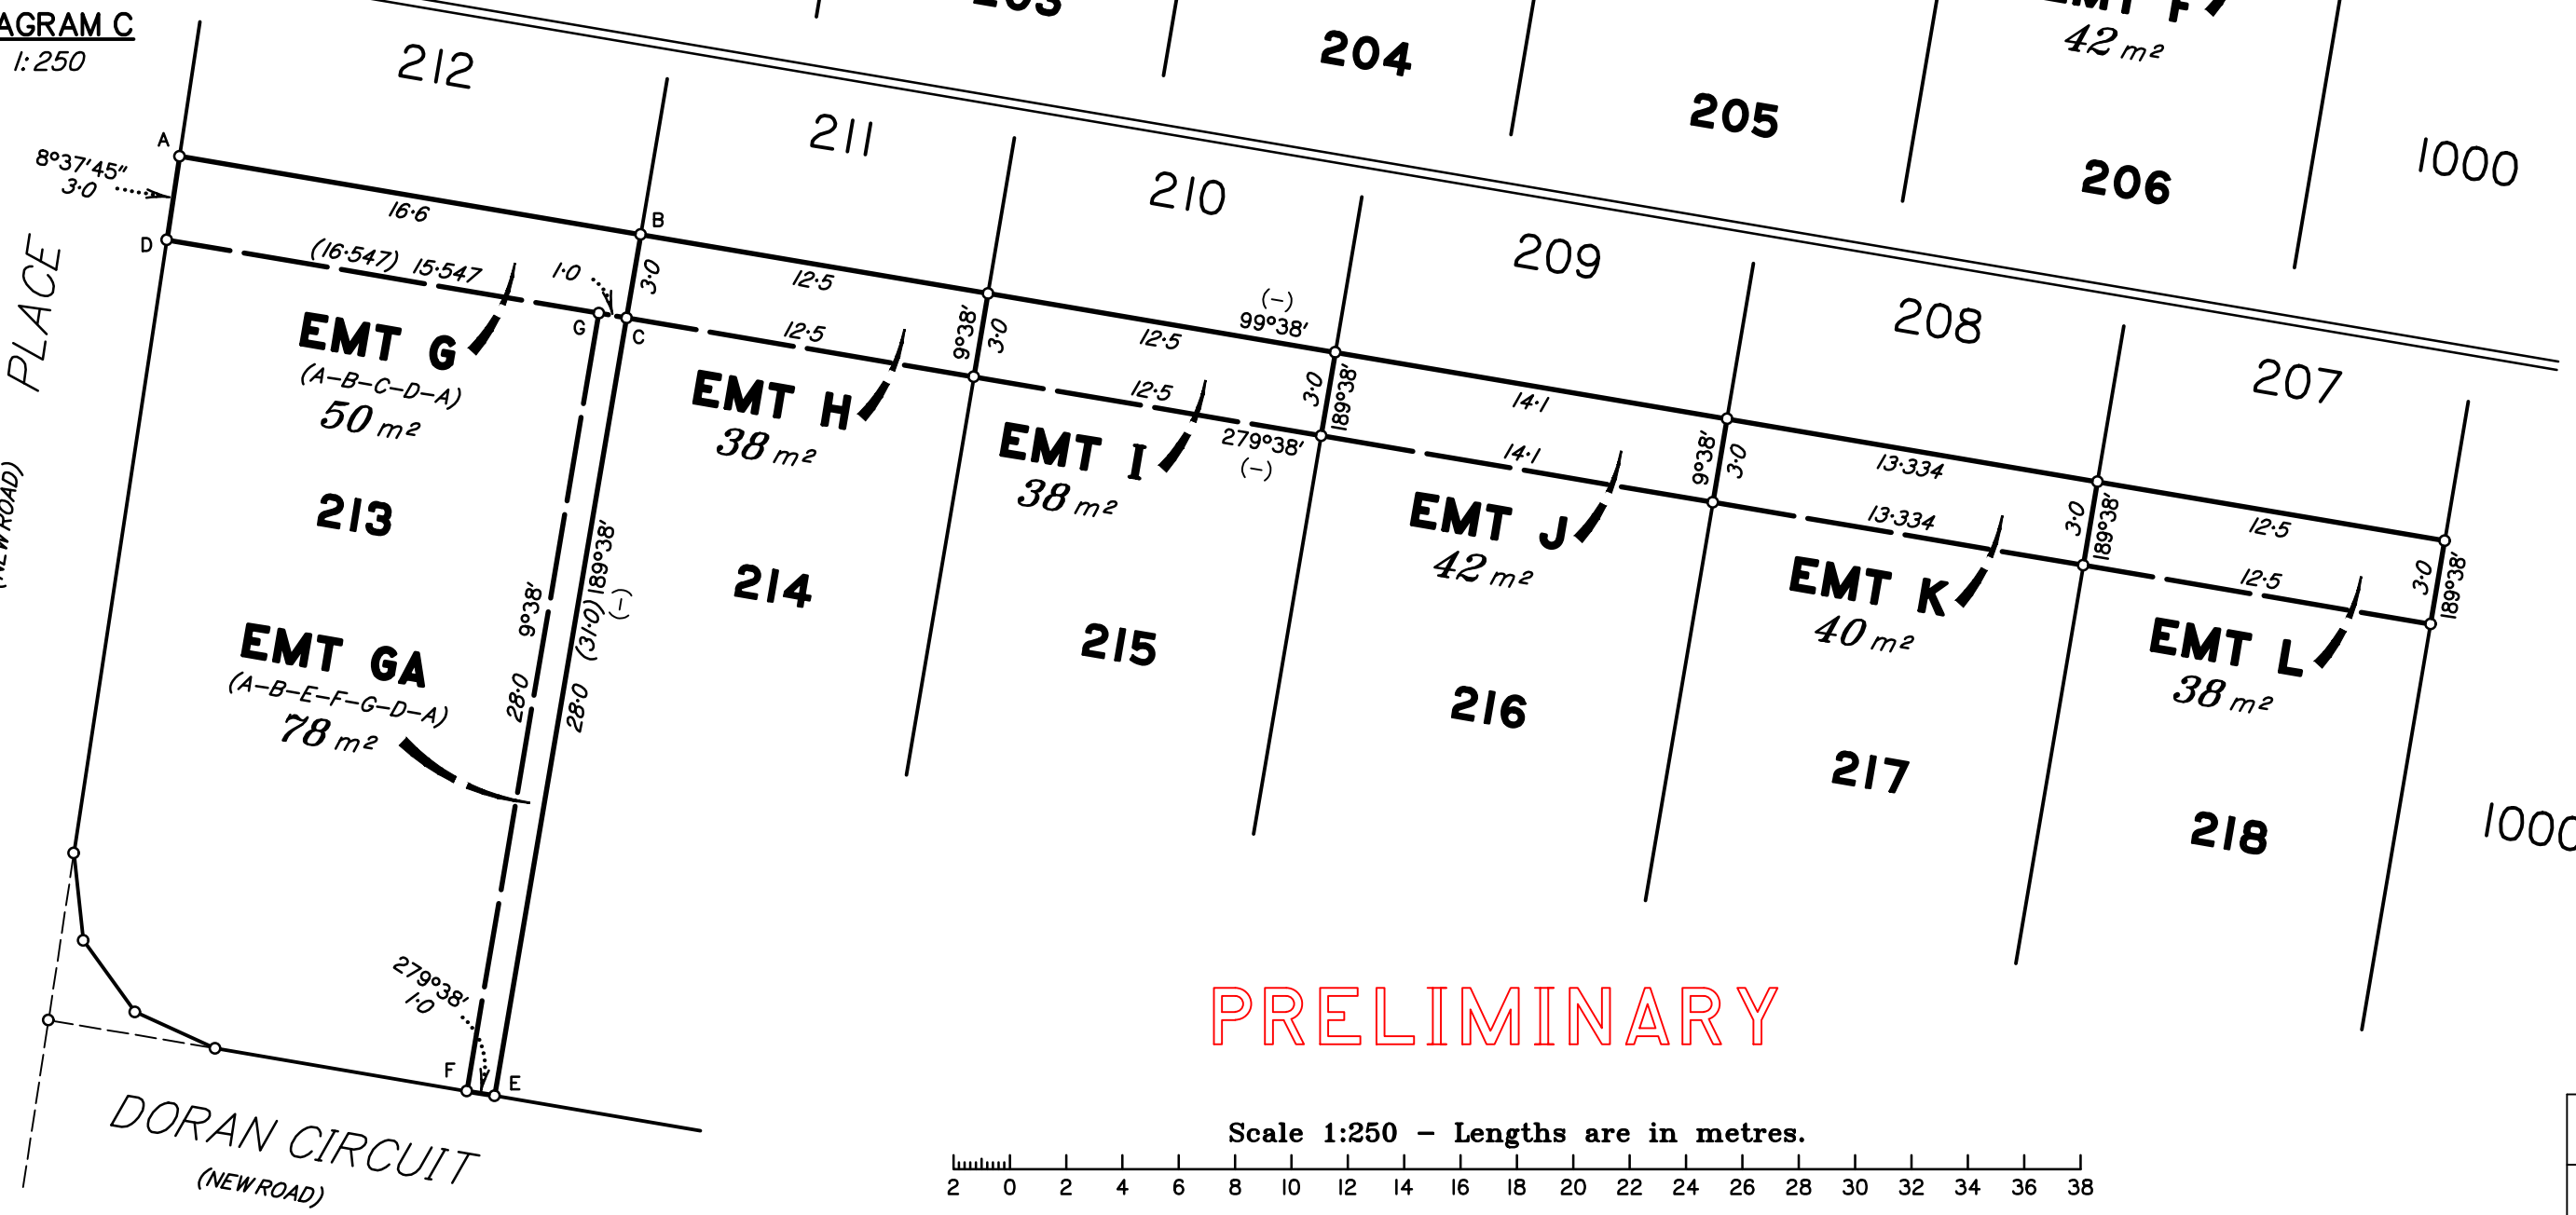 AGRAM C
1:250
203
204
205
EMT F
42 m²
206
1000
212
211
210
209
208
207
A
8°37'45"
3·0
D
16·6
B
(16·547) 15·547
1·0
3·0
G
C
12·5
12·5
9°38'
3·0
12·5
12·5
(−)
99°38'
279°38'
(−)
3·0
189°38'
14·1
14·1
9°38'
3·0
13·334
13·334
3·0
189°38'
12·5
12·5
3·0
189°38'
PLACE
(NEW ROAD)
EMT G
(A−B−C−D−A)
50 m²
EMT H
38 m²
EMT I
38 m²
EMT J
42 m²
EMT K
40 m²
EMT L
38 m²
213
214
215
216
217
218
1000
EMT GA
(A−B−E−F−G−D−A)
78 m²
9°38'
28·0
(31·0) 189°38'
(−)
28·0
279°38'
1·0
F
E
DORAN CIRCUIT
(NEW ROAD)
PRELIMINARY
Scale 1:250 − Lengths are in metres.
2 0 2 4 6 8 10 12 14 16 18 20 22 24 26 28 30 32 34 36 38